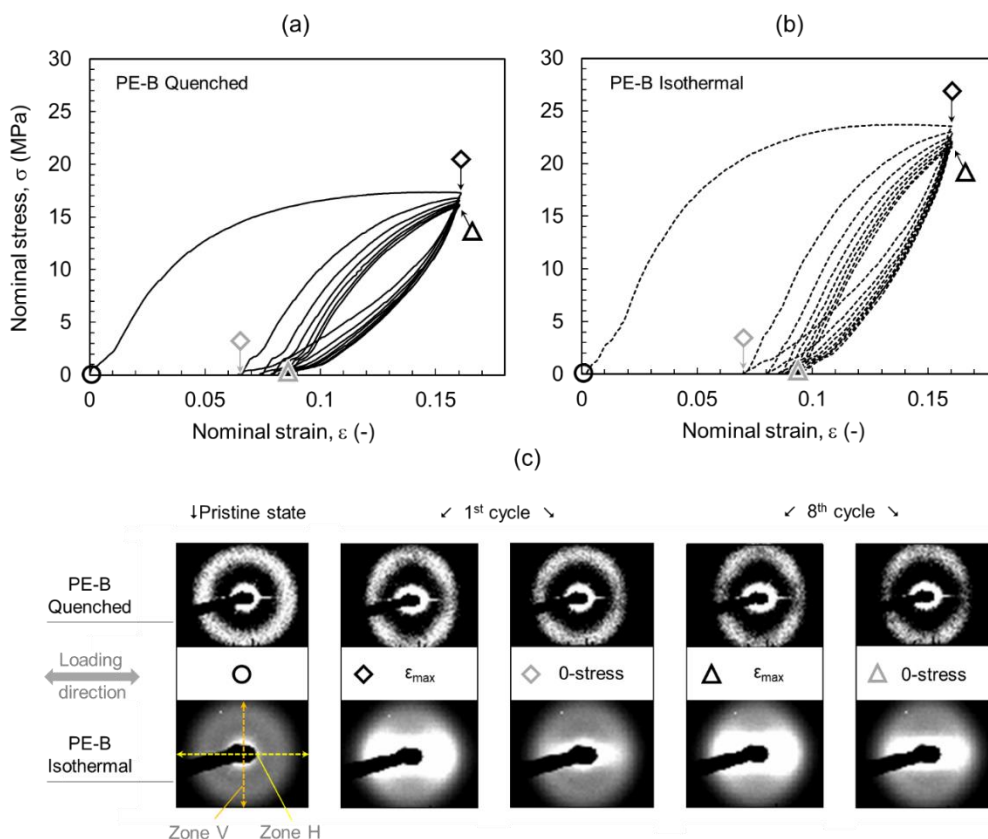 (a)
30
25
20
15
10
5
0
Nominal stress, σ (MPa)
PE-B Quenched
0 0.05 0.1 0.15
Nominal strain, ε (-)
(b)
30
25
20
15
10
5
0
PE-B Isothermal
0 0.05 0.1 0.15
Nominal strain, ε (-)
(c)
↓Pristine state
↙ 1st cycle ↘
↙ 8th cycle ↘
PE-B
Quenched
Loading
direction
εmax
0-stress
εmax
0-stress
PE-B
Isothermal
Zone V Zone H